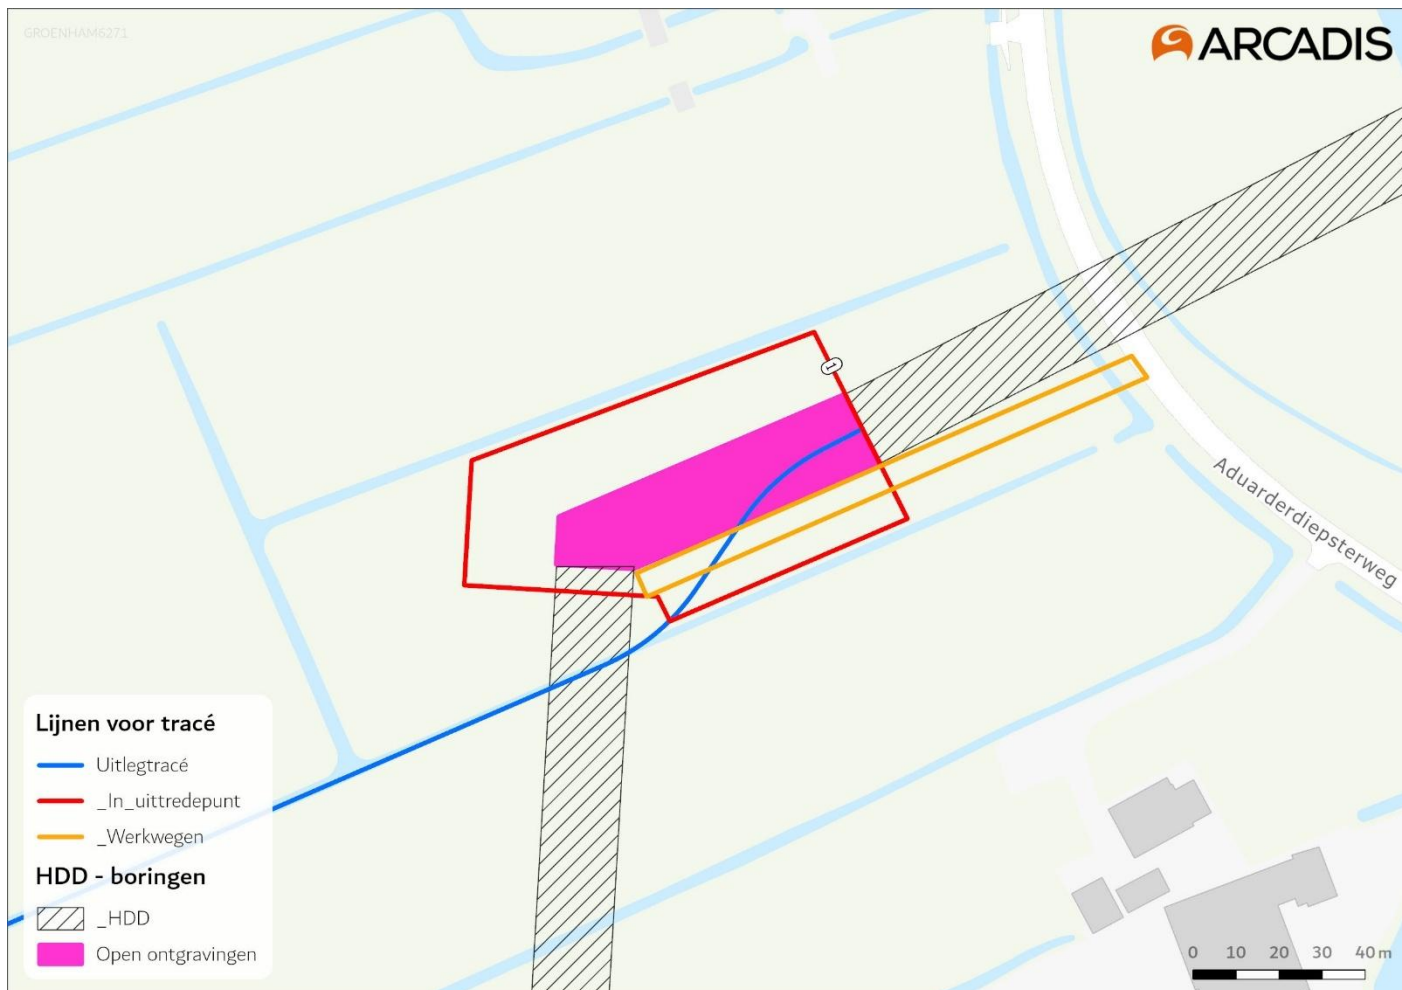 GROENHAM6271
ARCADIS
1
Aduarderdiepsterweg
Lijnen voor tracé
Uitlegtracé
_In_uittredepunt
_Werkwegen
HDD - boringen
_HDD
Open ontgravingen
0 10 20 30 40 m